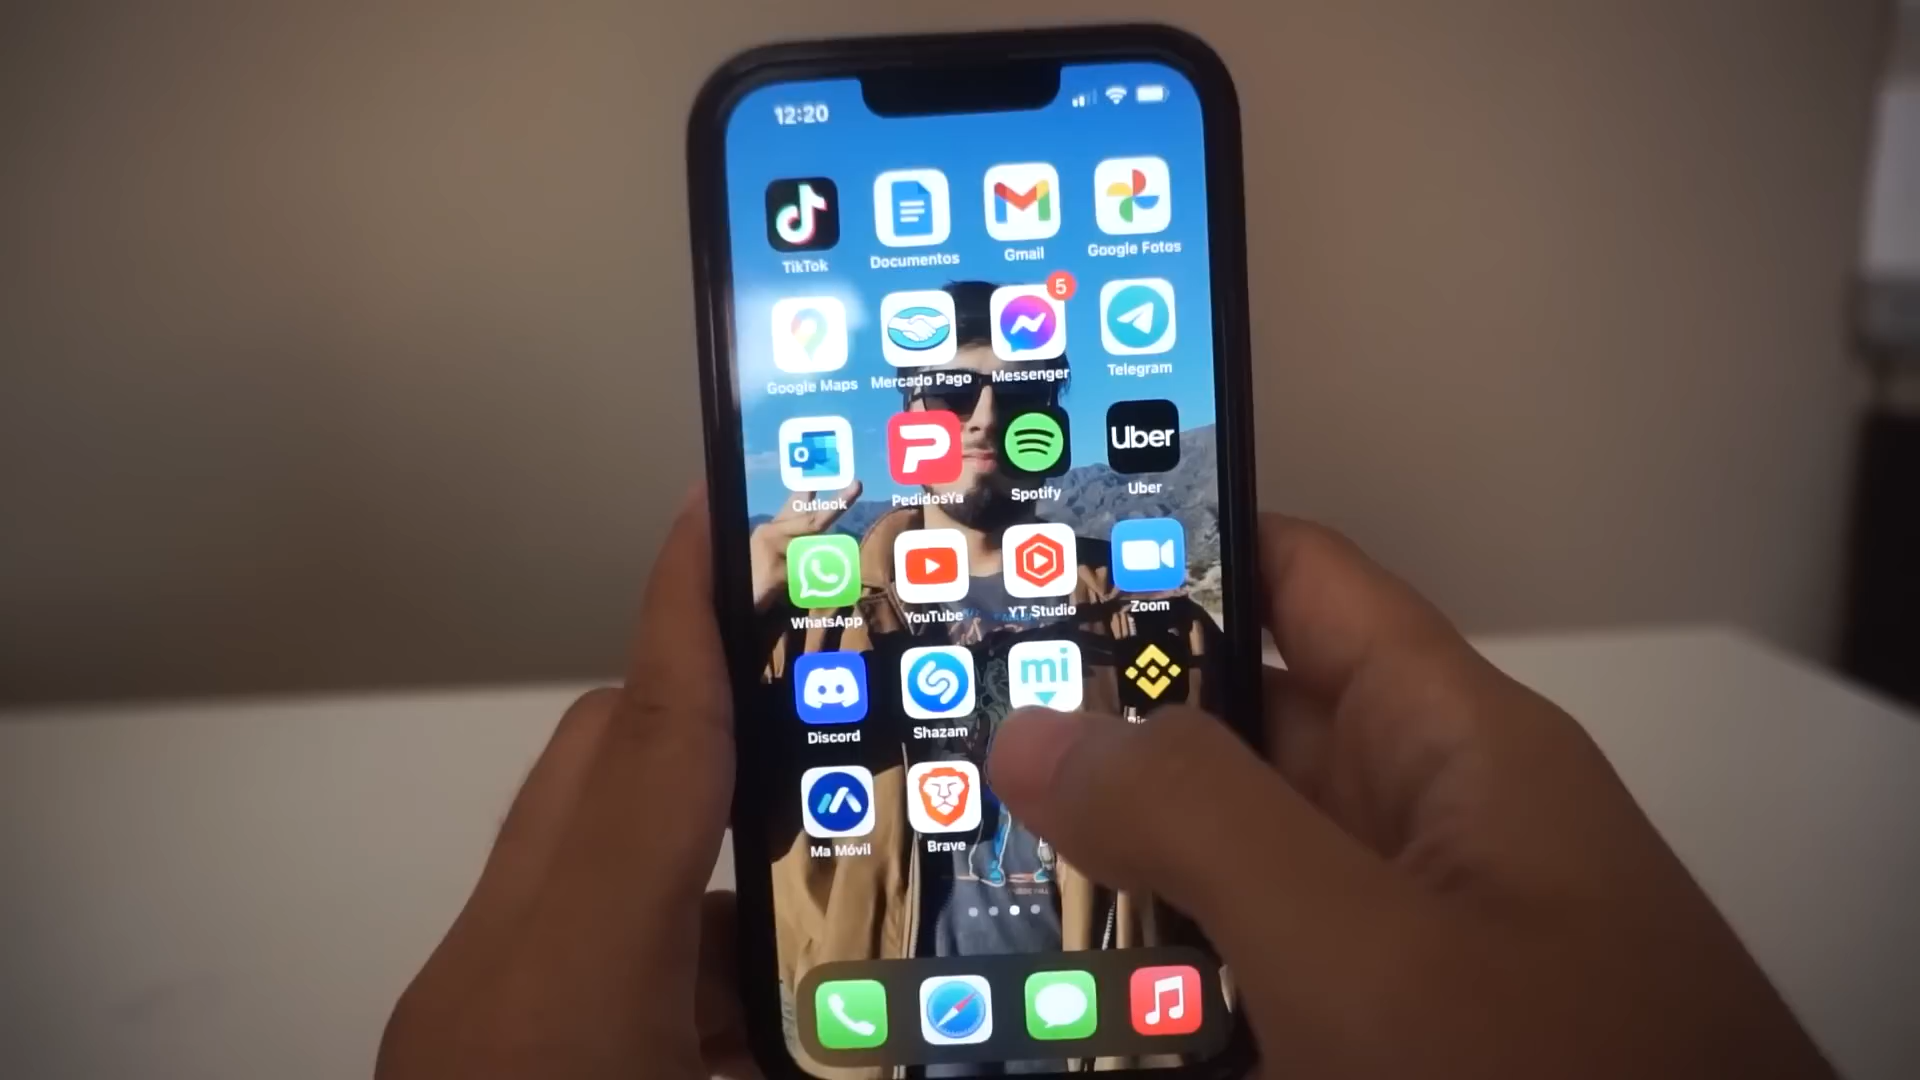 12:20
TikTok
Documentos
Gmail
Google Fotos
5
Google Maps
Mercado Pago
Messenger
Telegram
Outlook
PedidosYa
Spotify
Uber
Uber
WhatsApp
YouTube
YT Studio
Zoom
mi
Discord
Shazam
Ma Móvil
Brave